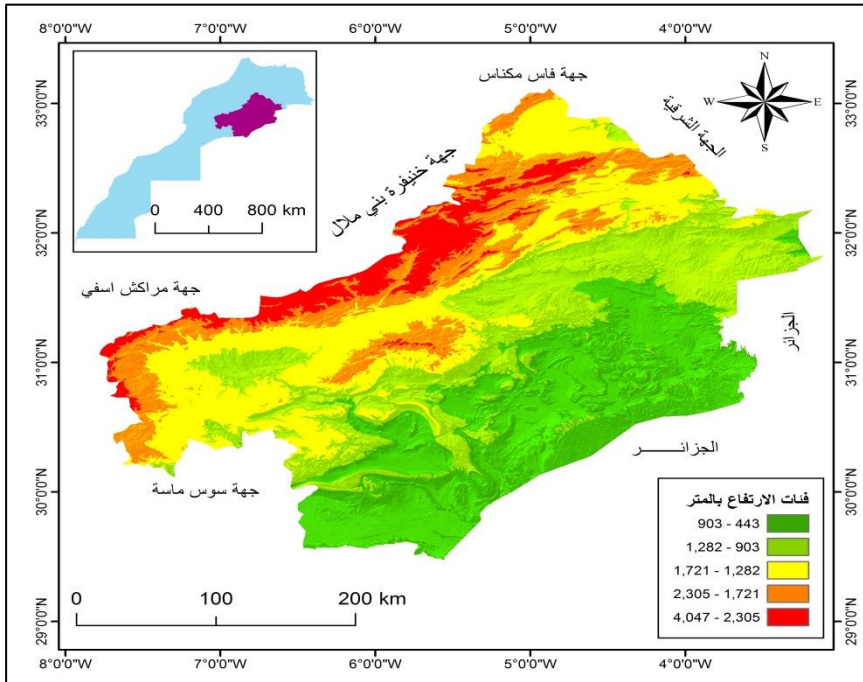 8°0'0"W
7°0'0"W
6°0'0"W
5°0'0"W
4°0'0"W
جهة فاس مكناس
N
W
E
S
الجهة الشرقية
33°0'0"N
33°0'0"N
0 400 800 km
جهة خنيفرة بني ملال
32°0'0"N
32°0'0"N
جهة مراكش اسفي
الجزائر
31°0'0"N
31°0'0"N
الجزائـــــــر
جهة سوس ماسة
30°0'0"N
30°0'0"N
فئات الارتفاع بالمتر
903 - 443
1,282 - 903
1,721 - 1,282
2,305 - 1,721
4,047 - 2,305
0 100 200 km
29°0'0"N
29°0'0"N
8°0'0"W
7°0'0"W
6°0'0"W
5°0'0"W
4°0'0"W